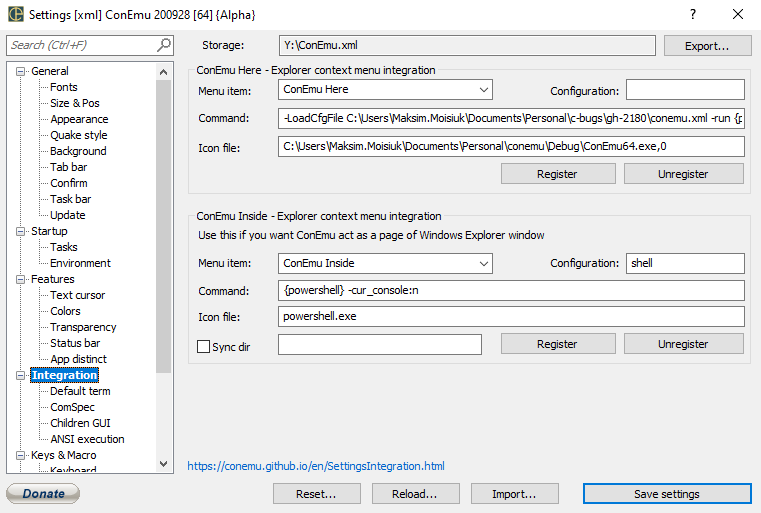 Settings [xml] ConEmu 200928 [64] {Alpha}
Search (Ctrl+F)
Storage: Y:\ConEmu.xml Export...
General
Fonts
Size & Pos
Appearance
Quake style
Background
Tab bar
Confirm
Task bar
Update
Startup
Tasks
Environment
Features
Text cursor
Colors
Transparency
Status bar
App distinct
Integration
Default term
ComSpec
Children GUI
ANSI execution
Keys & Macro
Keyboard
ConEmu Here - Explorer context menu integration
Menu item: ConEmu Here Configuration:
Command: -LoadCfgFile C:\Users\Maksim.Moisiuk\Documents\Personal\c-bugs\gh-2180\conemu.xml -run {p
Icon file: C:\Users\Maksim.Moisiuk\Documents\Personal\conemu\Debug\ConEmu64.exe,0
Register Unregister
ConEmu Inside - Explorer context menu integration
Use this if you want ConEmu act as a page of Windows Explorer window
Menu item: ConEmu Inside Configuration: shell
Command: {powershell} -cur_console:n
Icon file: powershell.exe
Sync dir Register Unregister
https://conemu.github.io/en/SettingsIntegration.html
Donate Reset... Reload... Import... Save settings